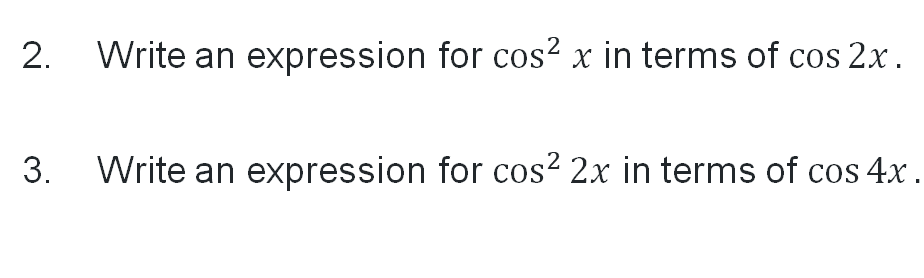 2. Write an expression for cos² x in terms of cos 2x.
3. Write an expression for cos² 2x in terms of cos 4x.